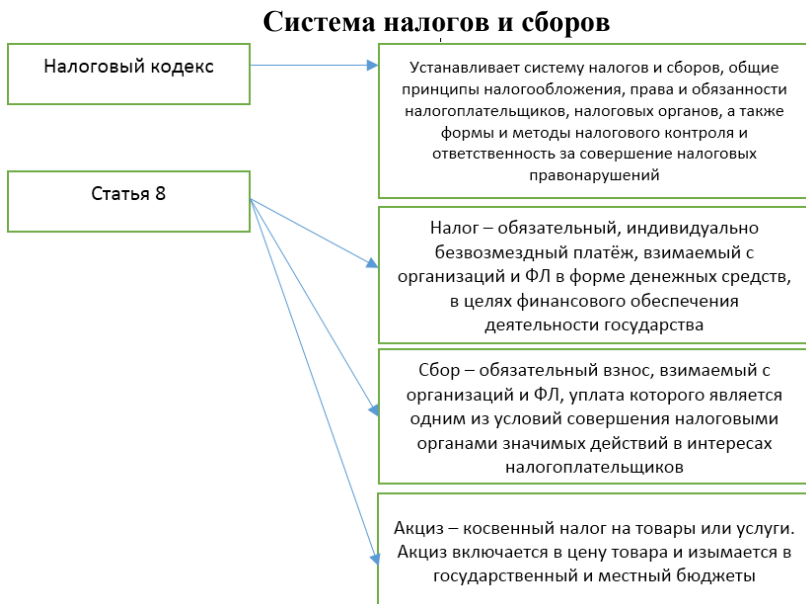 Система налогов и сборов
Налоговый кодекс
Устанавливает систему налогов и сборов, общие
принципы налогообложения, права и обязанности
налогоплательщиков, налоговых органов, а также
формы и методы налогового контроля и
ответственность за совершение налоговых
правонарушений
Статья 8
Налог – обязательный, индивидуально
безвозмездный платёж, взимаемый с
организаций и ФЛ в форме денежных средств,
в целях финансового обеспечения
деятельности государства
Сбор – обязательный взнос, взимаемый с
организаций и ФЛ, уплата которого является
одним из условий совершения налоговыми
органами значимых действий в интересах
налогоплательщиков
Акциз – косвенный налог на товары или услуги.
Акциз включается в цену товара и изымается в
государственный и местный бюджеты